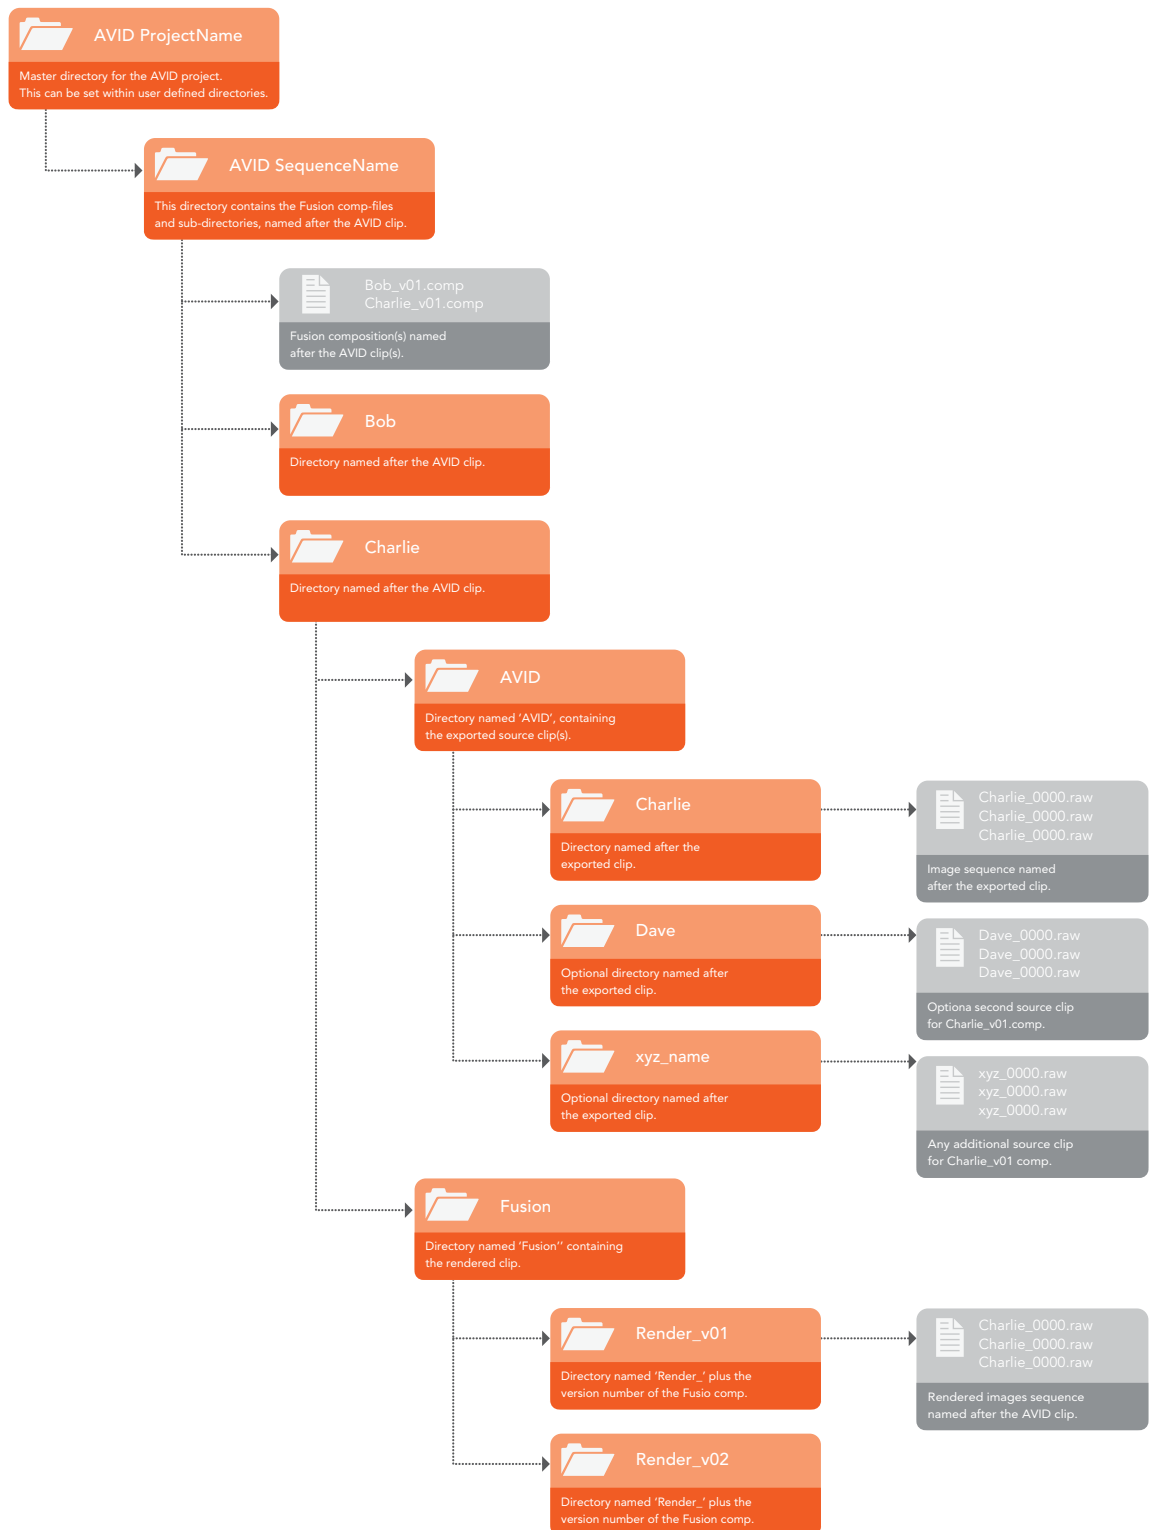 AVID ProjectName
Master directory for the AVID project.
This can be set within user defined directories.
AVID SequenceName
This directory contains the Fusion comp-files
and sub-directories, named after the AVID clip.
Bob_v01.comp
Charlie_v01.comp
Fusion composition(s) named
after the AVID clip(s).
Bob
Directory named after the AVID clip.
Charlie
Directory named after the AVID clip.
AVID
Directory named ‘AVID’, containing
the exported source clip(s).
Charlie
Directory named after the
exported clip.
Charlie_0000.raw
Charlie_0000.raw
Charlie_0000.raw
Image sequence named
after the exported clip.
Dave
Optional directory named after
the exported clip.
Dave_0000.raw
Dave_0000.raw
Dave_0000.raw
Optiona second source clip
for Charlie_v01.comp.
xyz_name
Optional directory named after
the exported clip.
xyz_0000.raw
xyz_0000.raw
xyz_0000.raw
Any additional source clip
for Charlie_v01 comp.
Fusion
Directory named ‘Fusion’’ containing
the rendered clip.
Render_v01
Directory named ‘Render_’ plus the
version number of the Fusio comp.
Charlie_0000.raw
Charlie_0000.raw
Charlie_0000.raw
Rendered images sequence
named after the AVID clip.
Render_v02
Directory named ‘Render_’ plus the
version number of the Fusion comp.